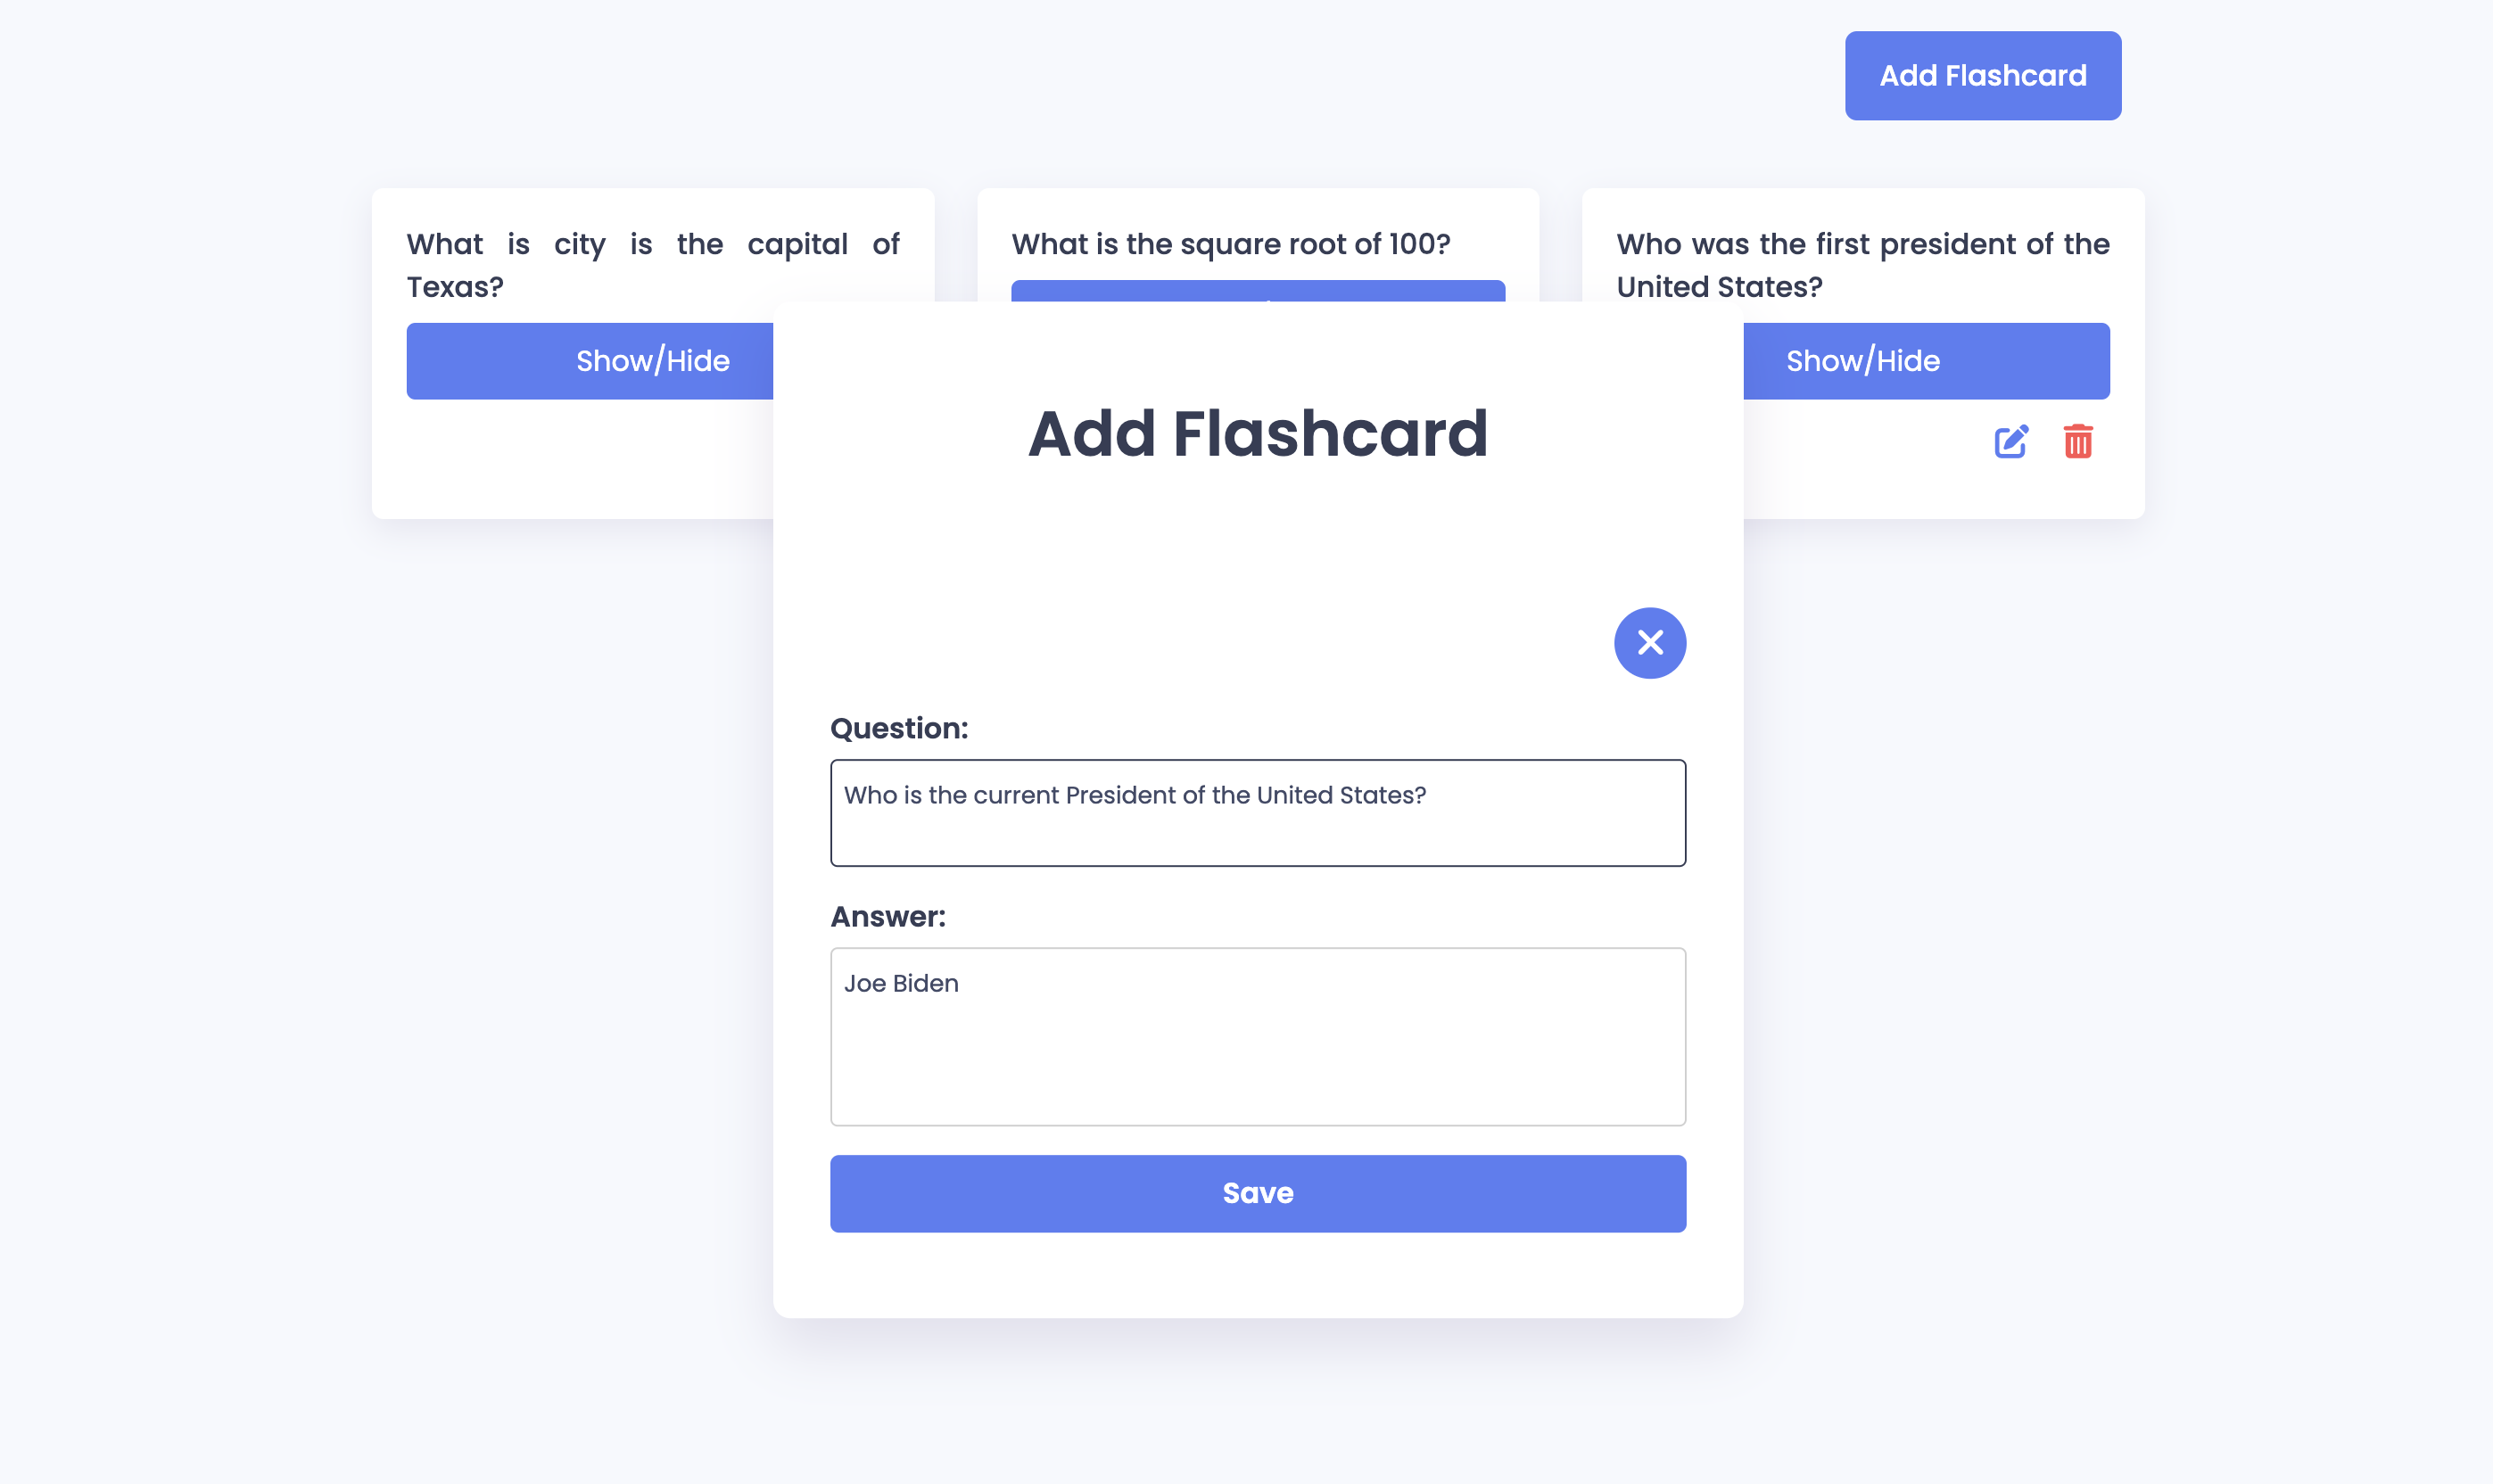 Add Flashcard
What is city is the capital of
Texas?
Show/Hide
What is the square root of 100?
Who was the first president of the
United States?
Show/Hide
Add Flashcard
Question:
Who is the current President of the United States?
Answer:
Joe Biden
Save